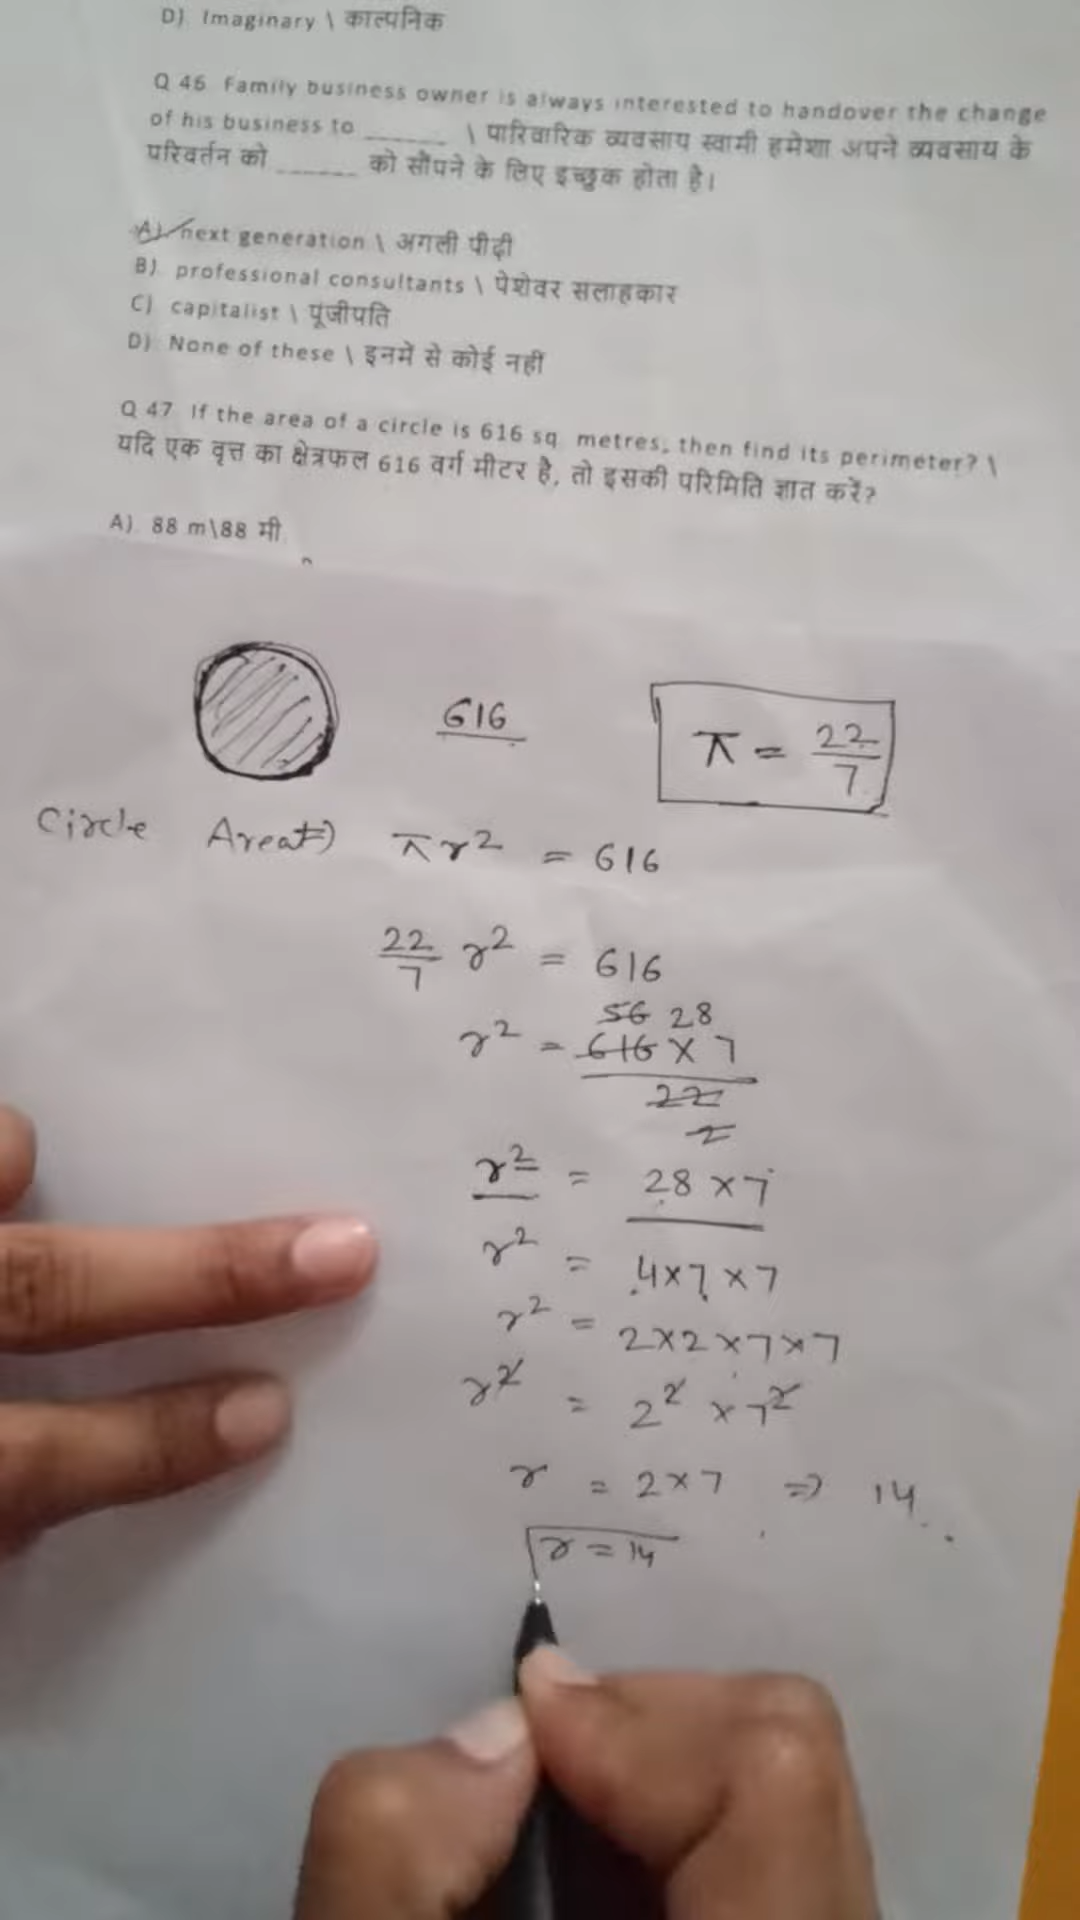 D). Imaginary \ काल्पनिक
Q 46. Family business owner is always interested to handover the change
of his business to ______ \ पारिवारिक व्यवसाय स्वामी हमेशा अपने व्यवसाय के
परिवर्तन को ______ को सौंपने के लिए इच्छुक होता है।
A). next generation \ अगली पीढ़ी
B). professional consultants \ पेशेवर सलाहकार
C). capitalist \ पूंजीपति
D). None of these \ इनमें से कोई नहीं
Q 47. If the area of a circle is 616 sq. metres, then find its perimeter? \
यदि एक वृत्त का क्षेत्रफल 616 वर्ग मीटर है, तो इसकी परिमिति ज्ञात करें?
A). 88 m\88 मी.
616
π = 22/7
Circle Area ⇒ πr² = 616
22/7 r² = 616
56 28
r² = 616 × 7
22
2
r² = 28 × 7
r² = 4×7×7
r² = 2×2×7×7
r² = 2² × 7²
r = 2×7 ⇒ 14
r = 14